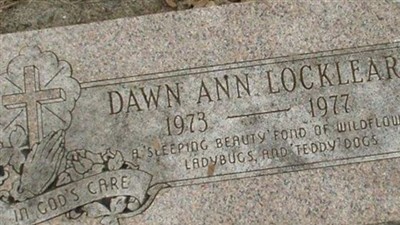 DAWN ANN LOCKLEAR
1973 — 1977
A 'SLEEPING BEAUTY' FOND OF WILDFLOW
LADYBUGS, AND 'TEDDY' DOGS.
IN GOD'S CARE